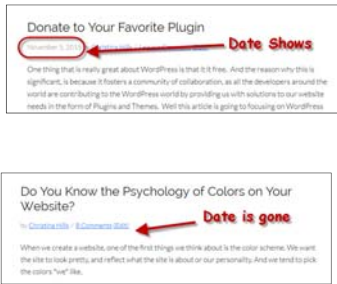 Donate to Your Favorite Plugin
Date Shows
November 5, 2015
One thing that is really great about WordPress is that it it free. And the reason why this is
significant, is because it fosters a community of collaboration, as all the developers around the
world are contributing to the WordPress world by providing us with solutions to our website
needs in the form of Plugins and Themes. Well this article is going to focusing on WordPress
Do You Know the Psychology of Colors on Your
Website?
by Christina Hills / 8 Comments
Date is gone
When we create a website, one of the first things we think about is the color scheme. We want
the site to look pretty, and reflect what the site is about or our personality. And we tend to pick
the colors "we" like.